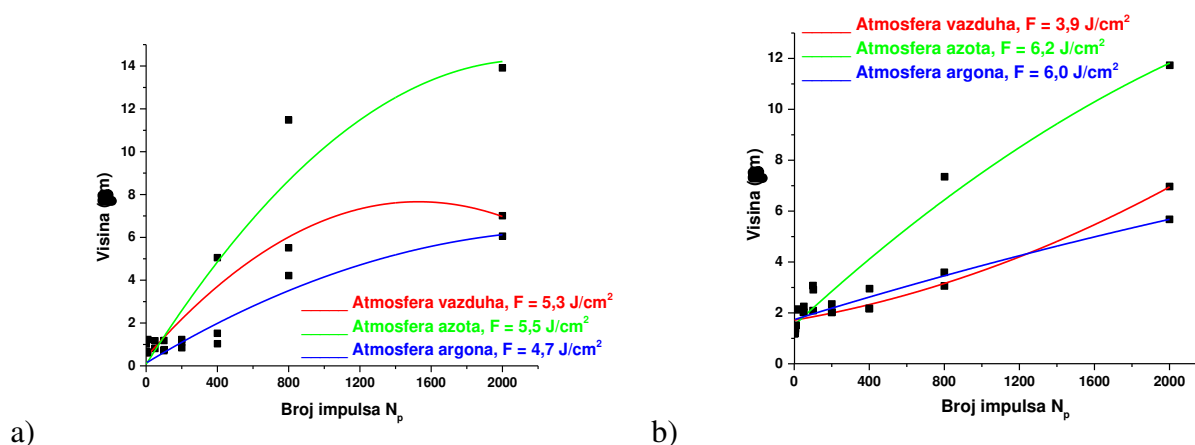 Visina
m)
14
12
10
8
6
4
2
0
0 400 800 1200 1600 2000
Broj impulsa Nₚ
Atmosfera vazduha, F = 5,3 J/cm²
Atmosfera azota, F = 5,5 J/cm²
Atmosfera argona, F = 4,7 J/cm²
a)
Atmosfera vazduha, F = 3,9 J/cm²
Atmosfera azota, F = 6,2 J/cm²
Atmosfera argona, F = 6,0 J/cm²
Visina (
m)
12
10
8
6
4
2
0
0 400 800 1200 1600 2000
Broj impulsa Nₚ
b)